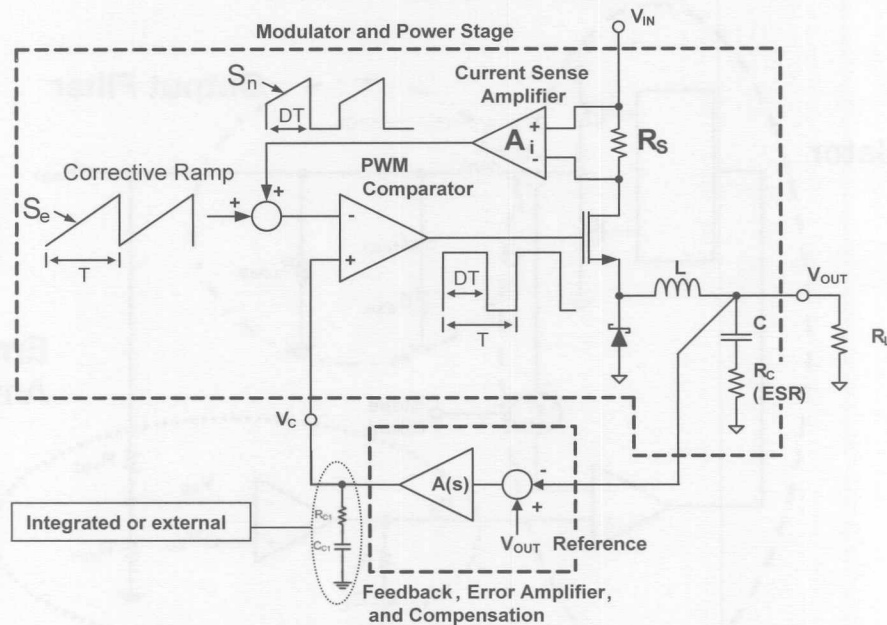 Modulator and Power Stage
V_IN
S_n
DT
Current Sense
Amplifier
A_i
+
-
R_S
Corrective Ramp
S_e
T
+
+
PWM
Comparator
-
+
DT
T
L
V_OUT
C
R_C
(ESR)
R_L
V_C
A(s)
-
+
V_OUT Reference
Integrated or external
R_c1
C_c1
Feedback, Error Amplifier,
and Compensation